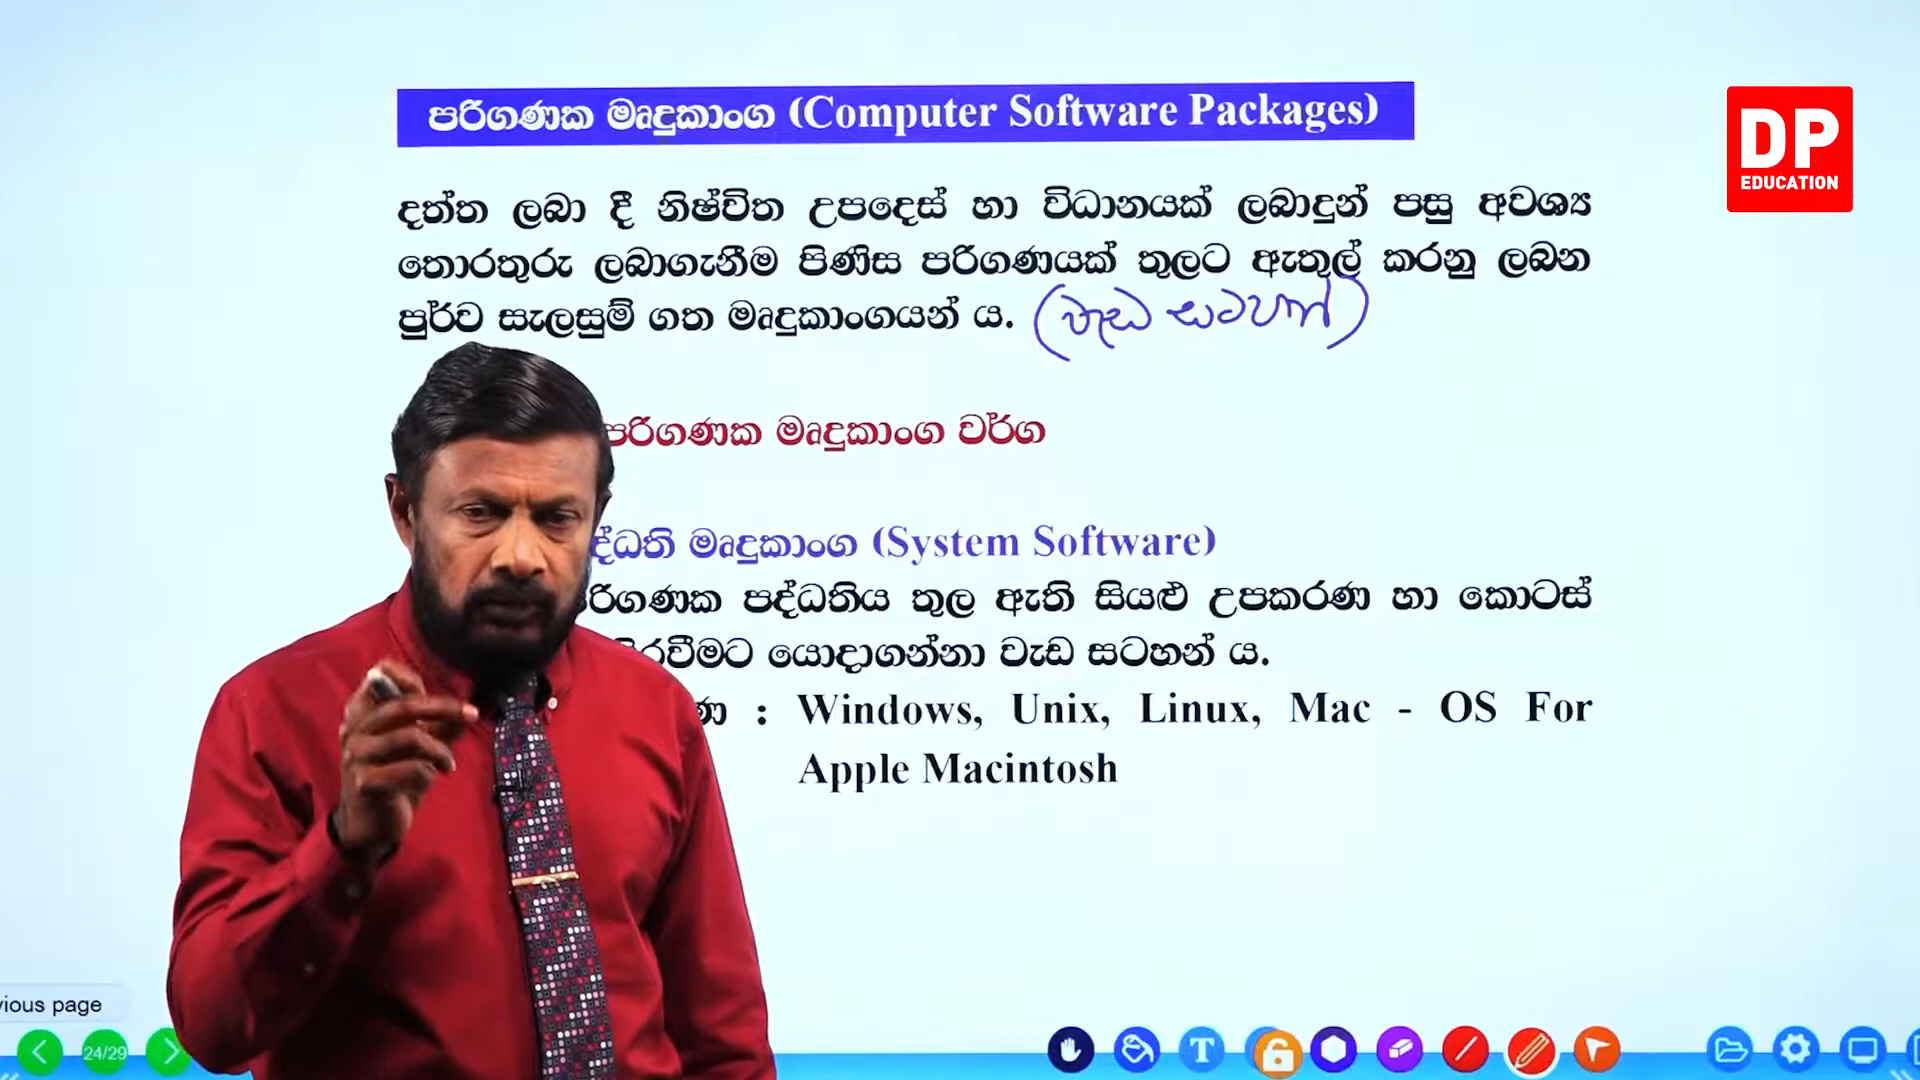 පරිගණක මෘදුකාංග (Computer Software Packages)
DP
EDUCATION
දත්ත ලබා දී නිෂ්චිත උපදෙස් හා විධානයක් ලබාදුන් පසු අවශ්‍ය
තොරතුරු ලබාගැනීම පිණිස පරිගණයක් තුලට ඇතුල් කරනු ලබන
පුර්ව සැලසුම් ගත මෘදුකාංගයන් ය. (වැඩ සටහන්)
පරිගණක මෘදුකාංග වර්ග
ද්ධති මෘදුකාංග (System Software)
රිගණක පද්ධතිය තුල ඇති සියළු උපකරණ හා කොටස්
රවීමට යොදාගන්නා වැඩ සටහන් ය.
ණ : Windows, Unix, Linux, Mac - OS For
Apple Macintosh
vious page
24/29